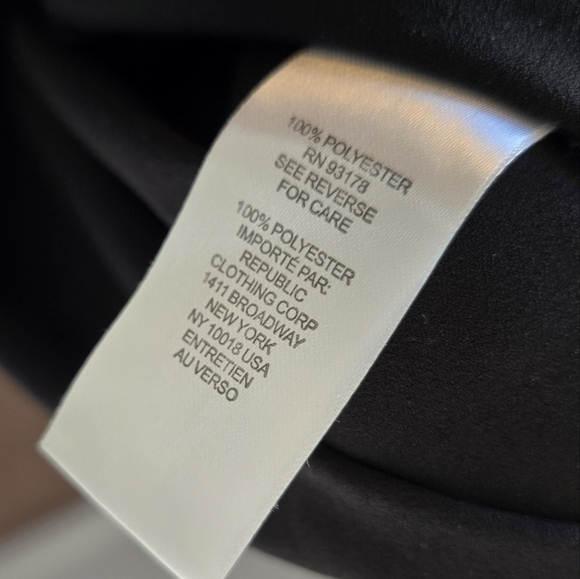 100% POLYESTER
RN 93178
SEE REVERSE
FOR CARE
100% POLYESTER
IMPORTÉ PAR:
REPUBLIC
CLOTHING CORP
1411 BROADWAY
NEW YORK
NY 10018 USA
ENTRETIEN
AU VERSO